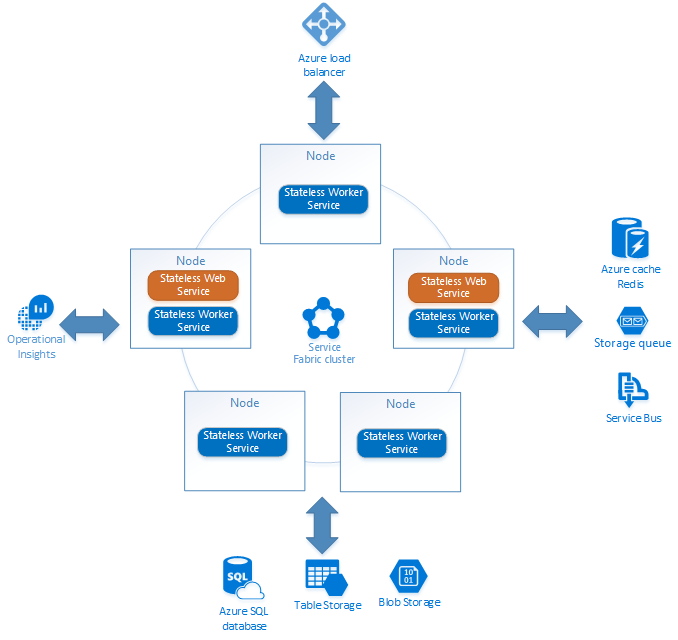 Azure load
balancer
Node
Stateless Worker
Service
Node
Stateless Web
Service
Stateless Worker
Service
Node
Stateless Web
Service
Stateless Worker
Service
Azure cache
Redis
Storage queue
Service Bus
Operational
Insights
Service
Fabric cluster
Node
Stateless Worker
Service
Node
Stateless Worker
Service
SQL
Azure SQL
database
Table Storage
10
01
Blob Storage